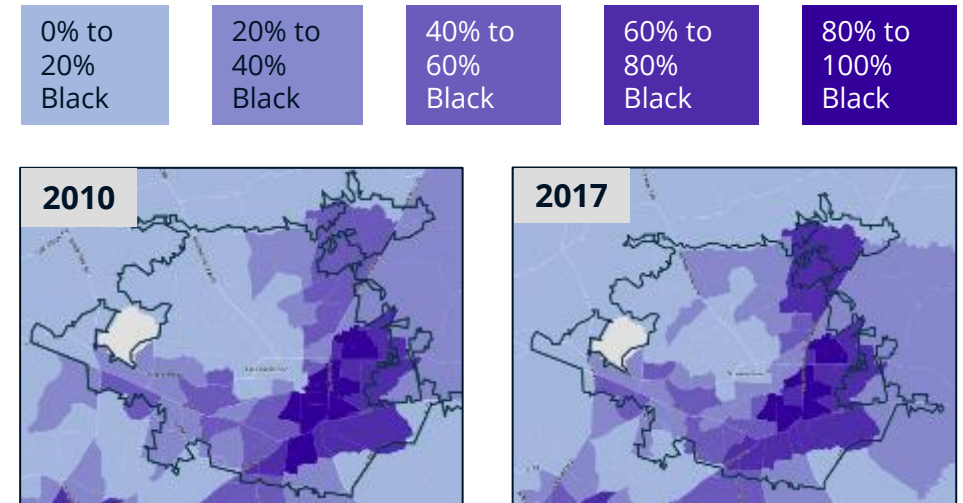 0% to
20%
Black
20% to
40%
Black
40% to
60%
Black
60% to
80%
Black
80% to
100%
Black
2010
2017